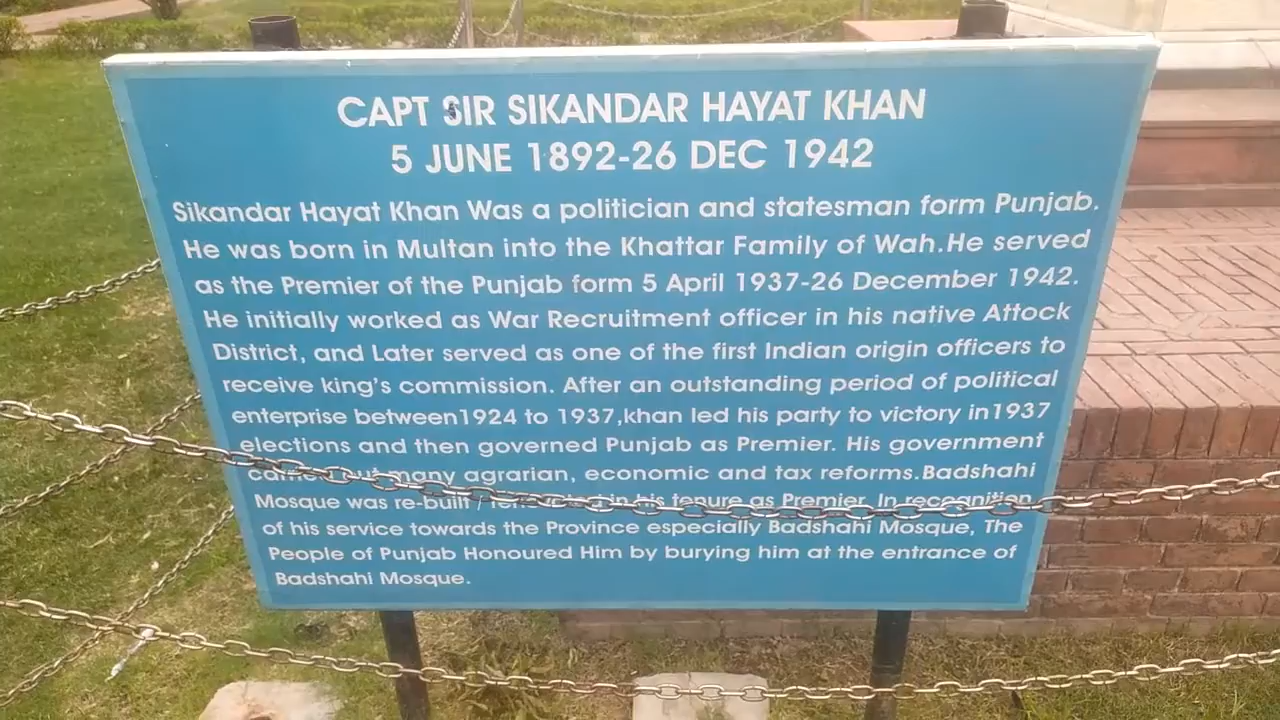 CAPT SIR SIKANDAR HAYAT KHAN
5 JUNE 1892-26 DEC 1942
Sikandar Hayat Khan Was a politician and statesman form Punjab.
He was born in Multan into the Khattar Family of Wah.He served
as the Premier of the Punjab form 5 April 1937-26 December 1942.
He initially worked as War Recruitment officer in his native Attock
District, and Later served as one of the first Indian origin officers to
receive king's commission. After an outstanding period of political
enterprise between1924 to 1937,khan led his party to victory in1937
elections and then governed Punjab as Premier. His government
many agrarian, economic and tax reforms.Badshahi
Mosque was re-built / in his tenure as Premier. In recognition
of his service towards the Province especially Badshahi Mosque, The
People of Punjab Honoured Him by burying him at the entrance of
Badshahi Mosque.